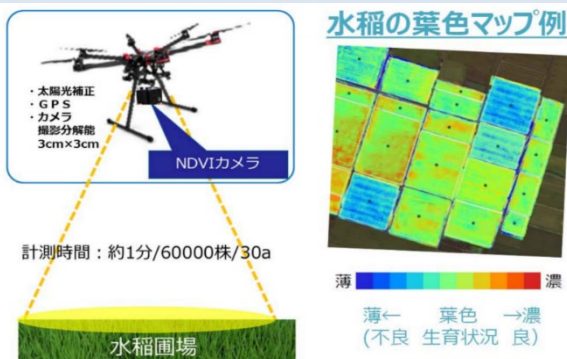 ・太陽光補正
・GPS
・カメラ
撮影分解能
3cm×3cm
NDVIカメラ
計測時間：約1分/60000株/30a
水稲圃場
水稲の葉色マップ例
薄 濃
薄← 葉色 →濃
(不良 生育状況 良)